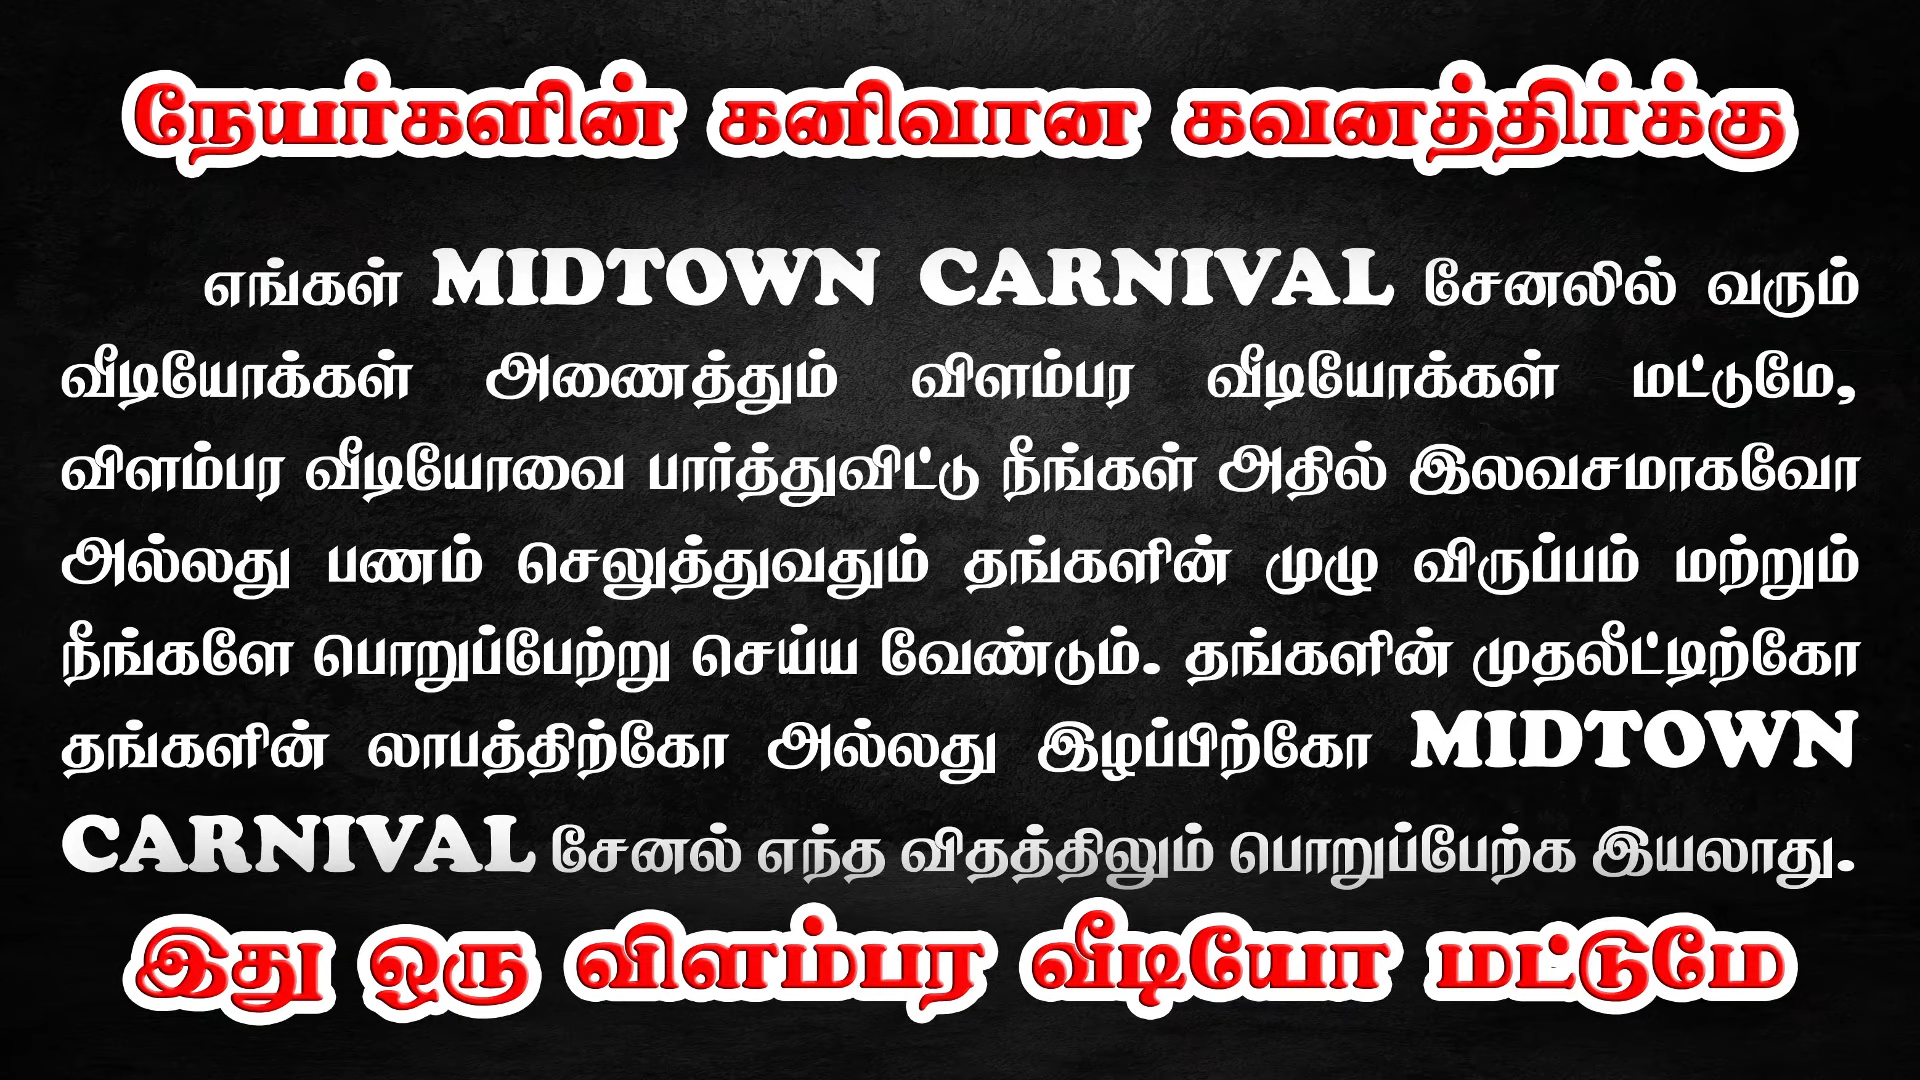 நேயர்களின் கனிவான கவனத்திர்க்கு
எங்கள் MIDTOWN CARNIVAL சேனலில் வரும்
வீடியோக்கள் அணைத்தும் விளம்பர வீடியோக்கள் மட்டுமே,
விளம்பர வீடியோவை பார்த்துவிட்டு நீங்கள் அதில் இலவசமாகவோ
அல்லது பணம் செலுத்துவதும் தங்களின் முழு விருப்பம் மற்றும்
நீங்களே பொறுப்பேற்று செய்ய வேண்டும். தங்களின் முதலீட்டிற்கோ
தங்களின் லாபத்திற்கோ அல்லது இழப்பிற்கோ MIDTOWN
CARNIVAL சேனல் எந்த விதத்திலும் பொறுப்பேற்க இயலாது.
இது ஒரு விளம்பர வீடியோ மட்டுமே